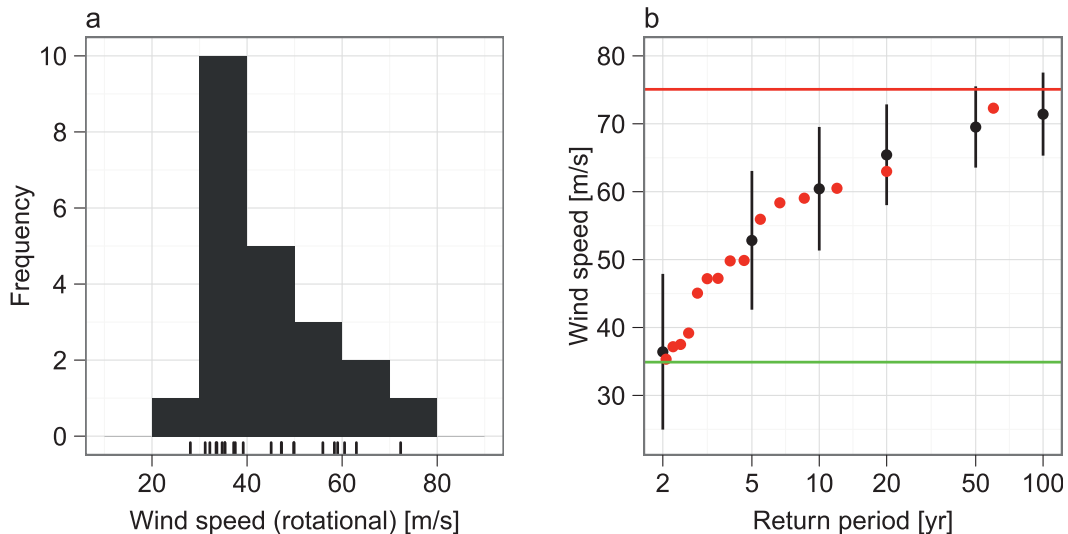 a
10
8
6
4
2
0
Frequency
20 40 60 80
Wind speed (rotational) [m/s]
b
80
70
60
50
40
30
Wind speed [m/s]
2 5 10 20 50 100
Return period [yr]